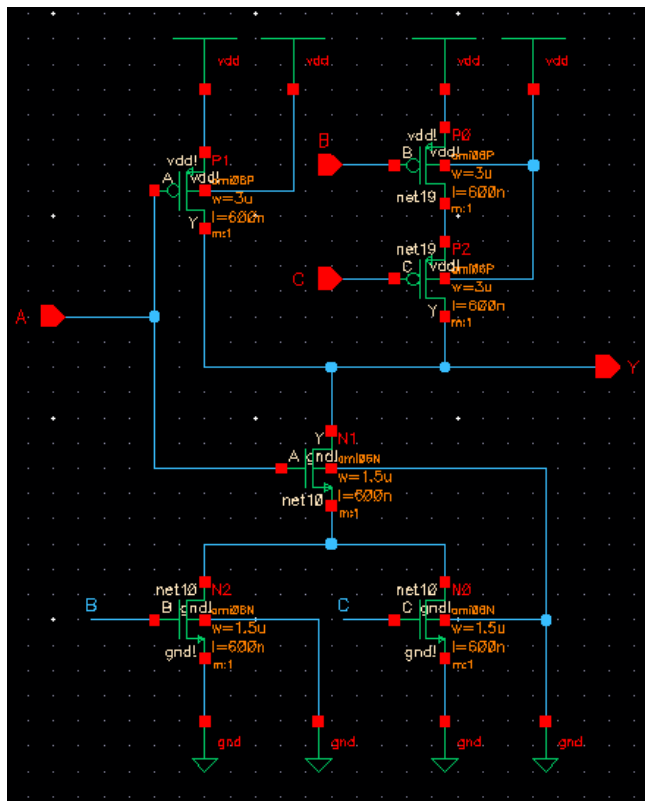 vdd vdd vdd vdd
vdd! P1
A vdd! ami06P
w=3u
l=600n
Y m:1
B
vdd! P0
B vdd! ami06P
w=3u
l=600n
net19 m:1
C
net19 P2
C vdd! ami06P
w=3u
l=600n
Y m:1
A
Y
Y N1
A gnd! ami06N
w=1.5u
l=600n
net10 m:1
B
net10 N2
B gnd! ami06N
w=1.5u
l=600n
gnd! m:1
C
net10 N0
C gnd! ami06N
w=1.5u
l=600n
gnd! m:1
gnd gnd gnd gnd